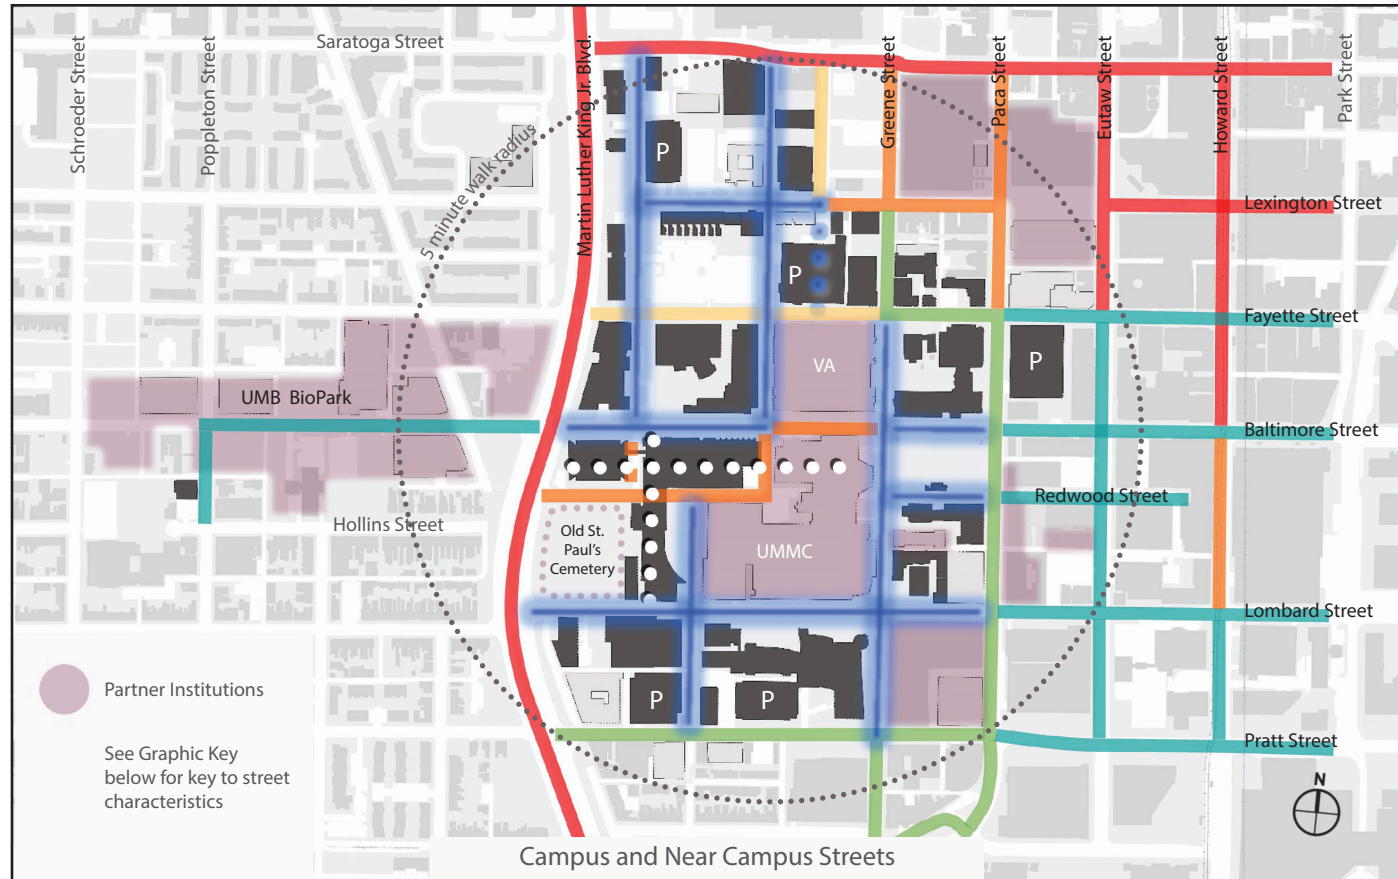 Saratoga Street
Schroeder Street
Poppleton Street
Martin Luther King Jr. Blvd.
Greene Street
Paca Street
Eutaw Street
Howard Street
Park Street
5 minute walk radius
P
Lexington Street
P
Fayette Street
P
VA
UMB BioPark
Baltimore Street
Redwood Street
Hollins Street
Old St.
Paul's
Cemetery
UMMC
Lombard Street
Partner Institutions
P
P
Pratt Street
See Graphic Key
below for key to street
characteristics
N
Campus and Near Campus Streets